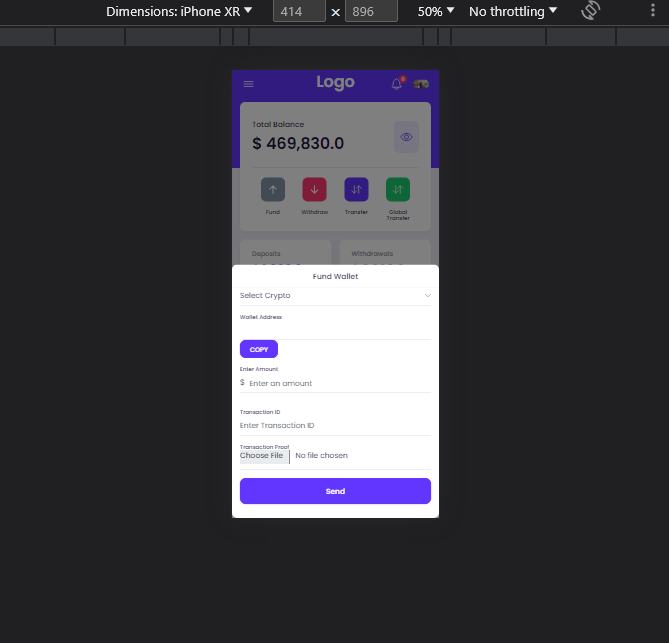 Dimensions: iPhone XR 414 x 896 50% No throttling
Logo
Total Balance
$ 469,830.0
Fund Withdraw Transfer Global Transfer
Deposits Withdrawals
Fund Wallet
Select Crypto
Wallet Address
COPY
Enter Amount
$ Enter an amount
Transaction ID
Enter Transaction ID
Transaction Proof
Choose File No file chosen
Send